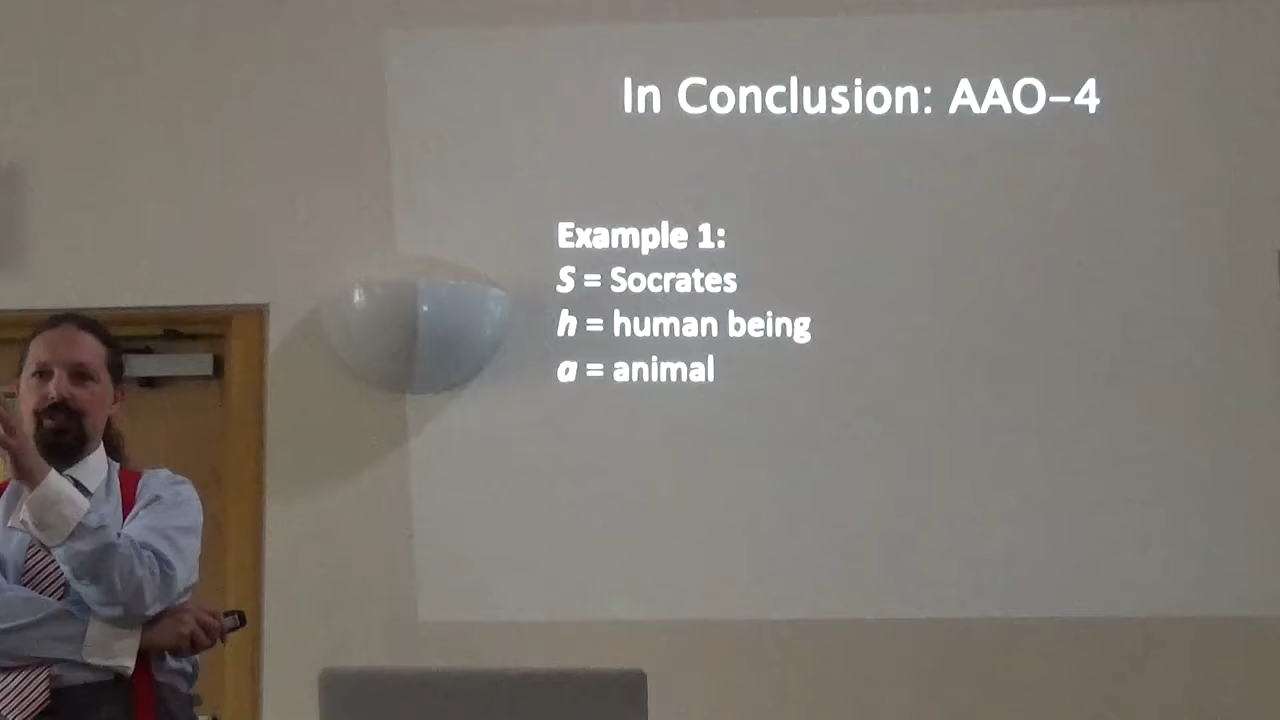 In Conclusion: AAO-4
Example 1:
S = Socrates
h = human being
a = animal